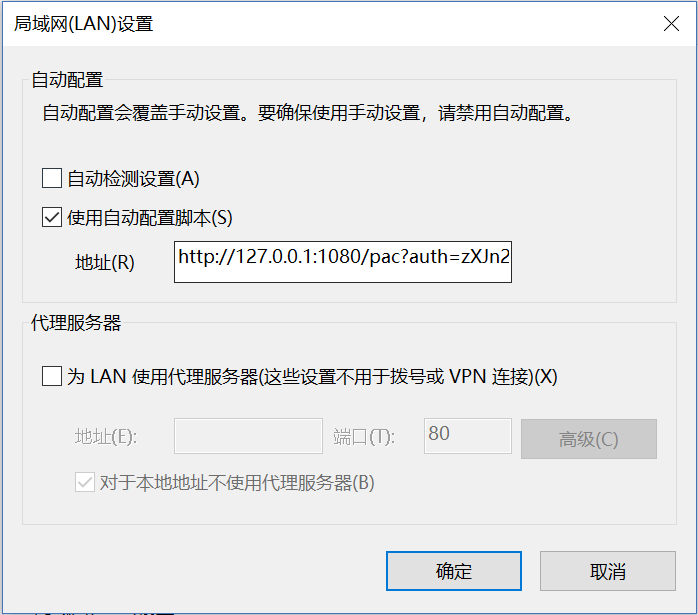 局域网(LAN)设置
自动配置
自动配置会覆盖手动设置。要确保使用手动设置，请禁用自动配置。
自动检测设置(A)
使用自动配置脚本(S)
地址(R)
http://127.0.0.1:1080/pac?auth=zXJn2
代理服务器
为 LAN 使用代理服务器(这些设置不用于拨号或 VPN 连接)(X)
地址(E):
端口(T):
80
高级(C)
对于本地地址不使用代理服务器(B)
确定
取消